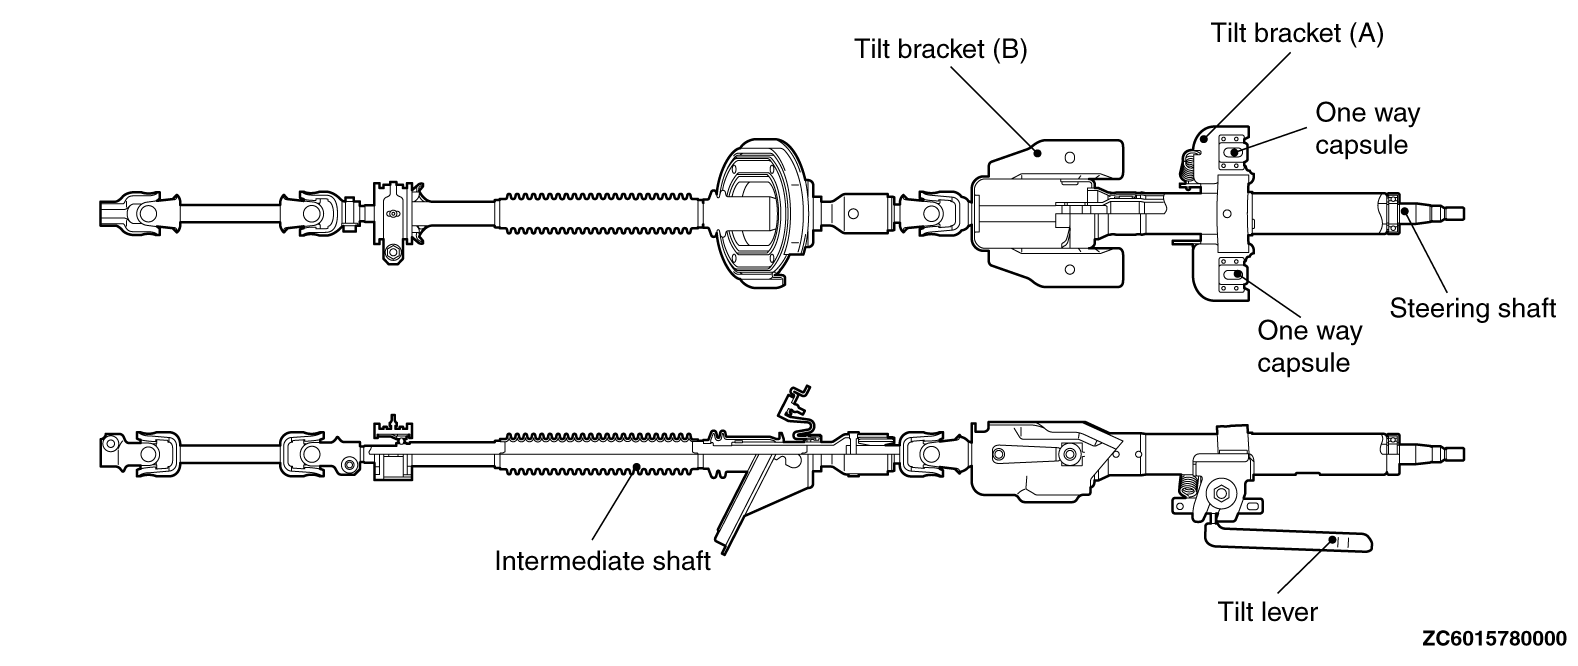 Tilt bracket (A)
Tilt bracket (B)
One way
capsule
Steering shaft
One way
capsule
Intermediate shaft
Tilt lever
ZC6015780000